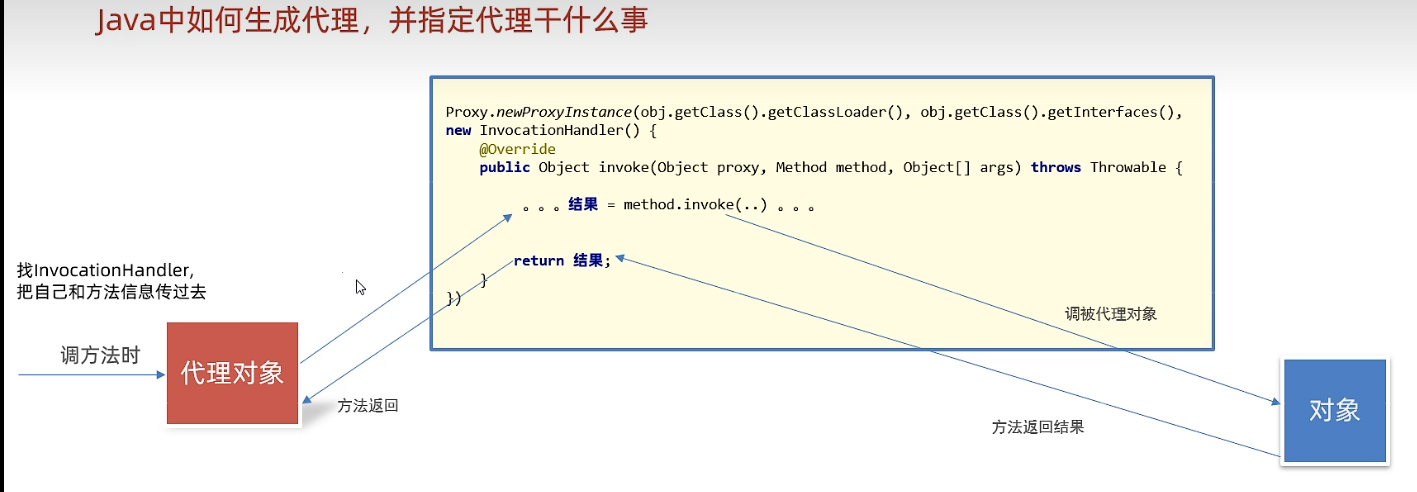 Java中如何生成代理，并指定代理干什么事
Proxy.newProxyInstance(obj.getClass().getClassLoader(), obj.getClass().getInterfaces(),
new InvocationHandler() {
@Override
public Object invoke(Object proxy, Method method, Object[] args) throws Throwable {
。。。结果 = method.invoke(..) 。。。
return 结果;
}
})
找InvocationHandler,
把自己和方法信息传过去
调方法时
代理对象
方法返回
调被代理对象
方法返回结果
对象